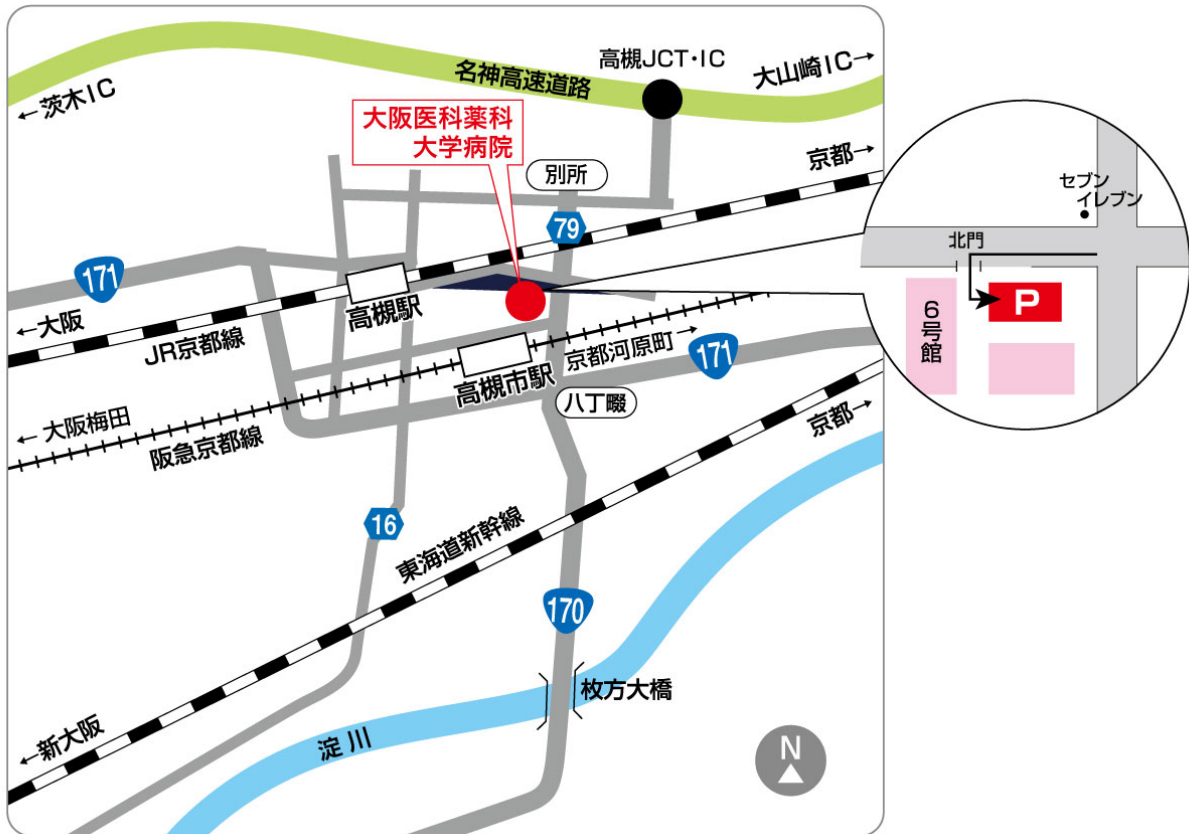 高槻JCT・IC
名神高速道路
大山崎IC→
←茨木IC
大阪医科薬科
大学病院
別所
京都→
79
171
←大阪
高槻駅
JR京都線
セブン
イレブン
北門
P
6号館
高槻市駅
京都河原町→
171
八丁畷
←大阪梅田
阪急京都線
京都→
16
東海道新幹線
170
枚方大橋
←新大阪
淀川
N